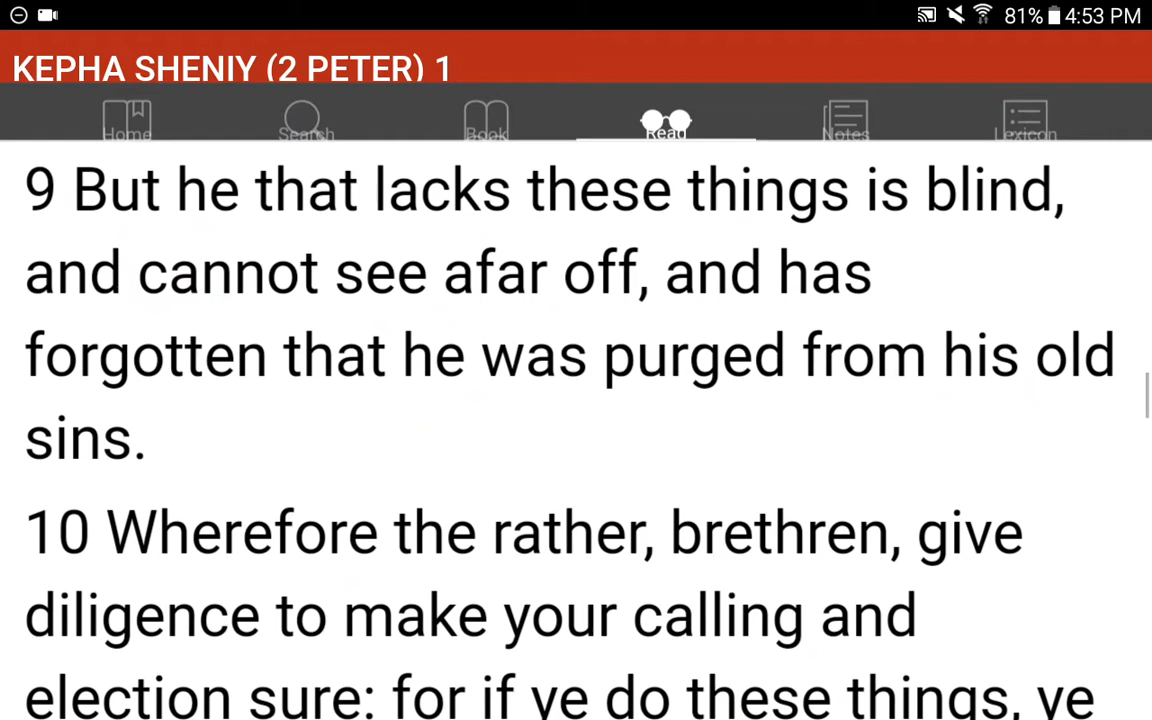 81% 4:53 PM
KEPHA SHENIY (2 PETER) 1
Home Search Book Read Notes Lexicon
9 But he that lacks these things is blind,
and cannot see afar off, and has
forgotten that he was purged from his old
sins.
10 Wherefore the rather, brethren, give
diligence to make your calling and
election sure: for if ye do these things, ye